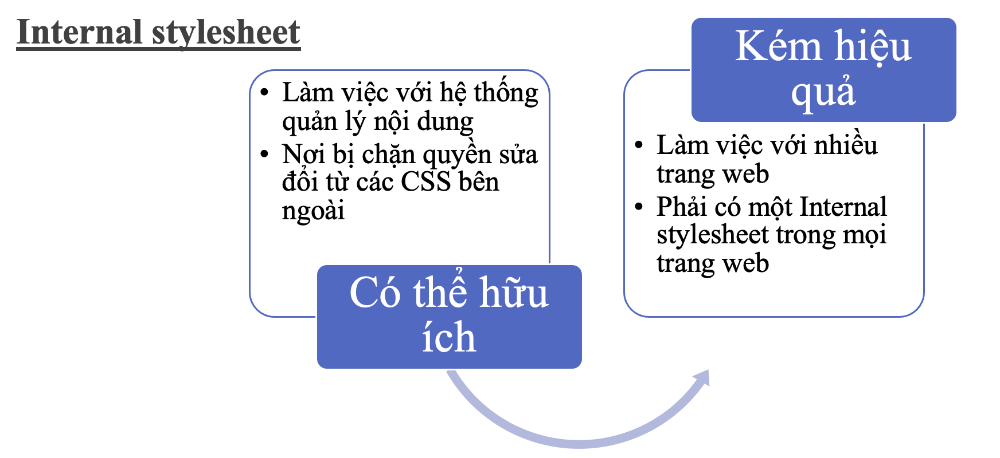 Internal stylesheet
• Làm việc với hệ thống
quản lý nội dung
• Nơi bị chặn quyền sửa
đổi từ các CSS bên
ngoài
Có thể hữu
ích
Kém hiệu
quả
• Làm việc với nhiều
trang web
• Phải có một Internal
stylesheet trong mọi
trang web